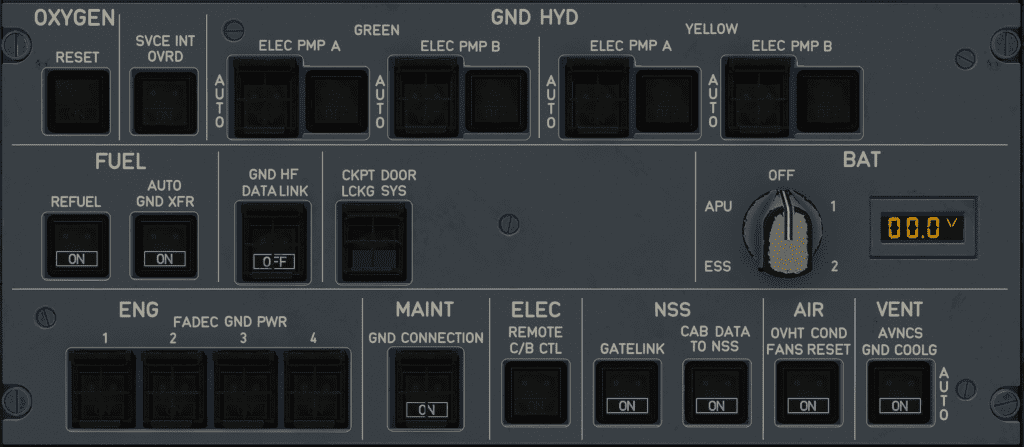 OXYGEN
RESET
SVCE INT
OVRD
GND HYD
GREEN
ELEC PMP A
AUTO
ELEC PMP B
AUTO
YELLOW
ELEC PMP A
AUTO
ELEC PMP B
AUTO
FUEL
REFUEL
ON
AUTO
GND XFR
ON
GND HF
DATALINK
OFF
CKPT DOOR
LCKG SYS
BAT
OFF
APU
1
ESS
2
00.0 V
ENG
FADEC GND PWR
1 2 3 4
MAINT
GND CONNECTION
ON
ELEC
REMOTE
C/B CTL
NSS
GATELINK
ON
CAB DATA
TO NSS
ON
AIR
OVHT COND
FANS RESET
ON
VENT
AVNCS
GND COOLG
ON
AUTO